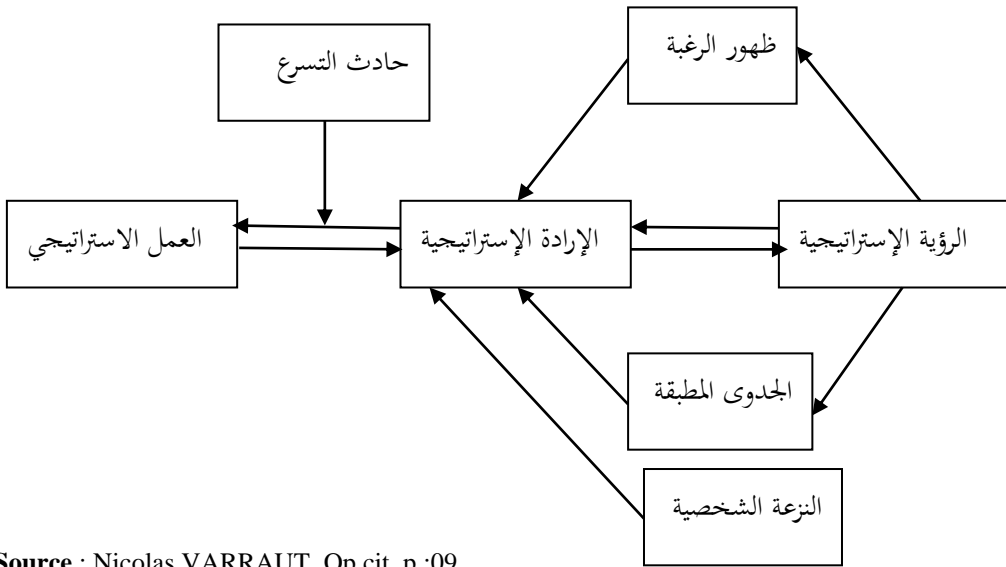 ظهور الرغبة
حادث التسرع
الرؤية الإستراتيجية
الإرادة الإستراتيجية
العمل الاستراتيجي
الجدوى المطبقة
النزعة الشخصية
Source : Nicolas VARRAUT, Op.cit, p :09